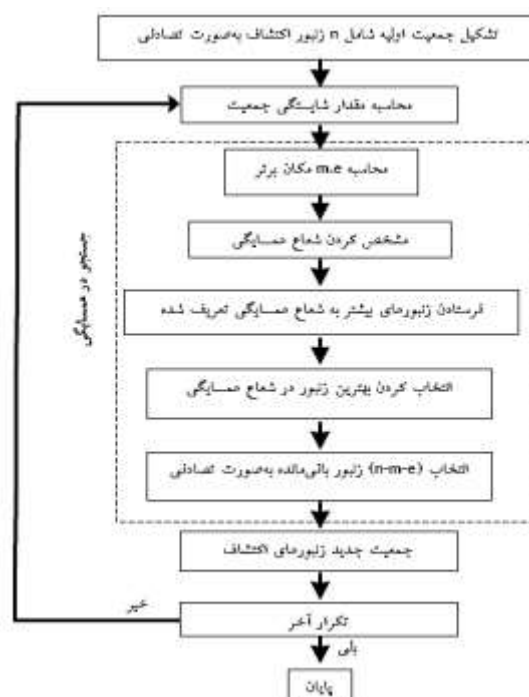 تشکیل جمعیت اولیه شامل n زنبور اکتشاف به‌صورت تصادفی
محاسبه مقدار شایستگی جمعیت
محاسبه m،e مکان برتر
مشخص کردن شعاع همسایگی
فرستادن زنبورهای بیشتر به شعاع همسایگی تعریف شده
انتخاب کردن بهترین زنبور در شعاع همسایگی
انتخاب (n-m-e) زنبور باقی‌مانده به‌صورت تصادفی
جستجو در همسایگی
جمعیت جدید زنبورهای اکتشاف
تکرار آخر
خیر
بلی
پایان